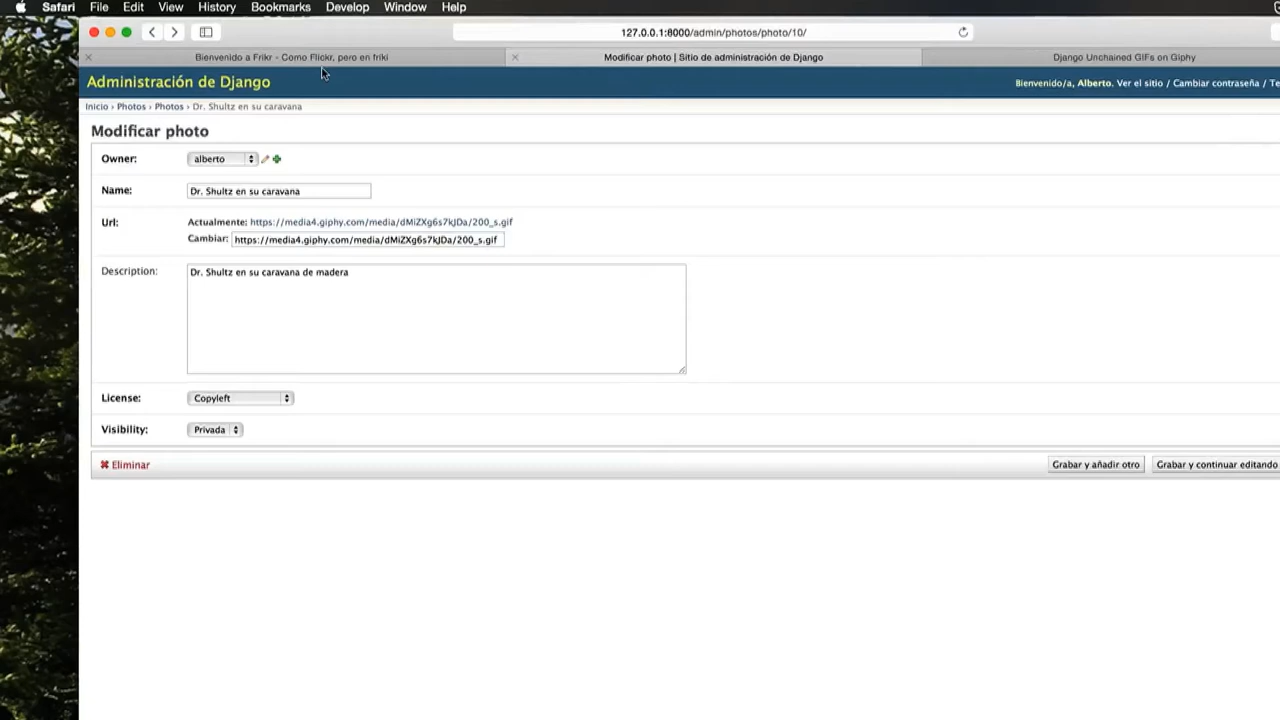 Safari File Edit View History Bookmarks Develop Window Help
127.0.0.1:8000/admin/photos/photo/10/
Bienvenido a Frikr - Como Flickr, pero en friki Modificar photo | Sitio de administración de Django Django Unchained GIFs on Giphy
Administración de Django Bienvenido/a, Alberto. Ver el sitio / Cambiar contraseña / Te
Inicio › Photos › Photos › Dr. Shultz en su caravana
Modificar photo
Owner: alberto
Name: Dr. Shultz en su caravana
Url: Actualmente: https://media4.giphy.com/media/dMiZXg6s7kJDa/200_s.gif
Cambiar: https://media4.giphy.com/media/dMiZXg6s7kJDa/200_s.gif
Description: Dr. Shultz en su caravana de madera
License: Copyleft
Visibility: Privada
Eliminar Grabar y añadir otro Grabar y continuar editando